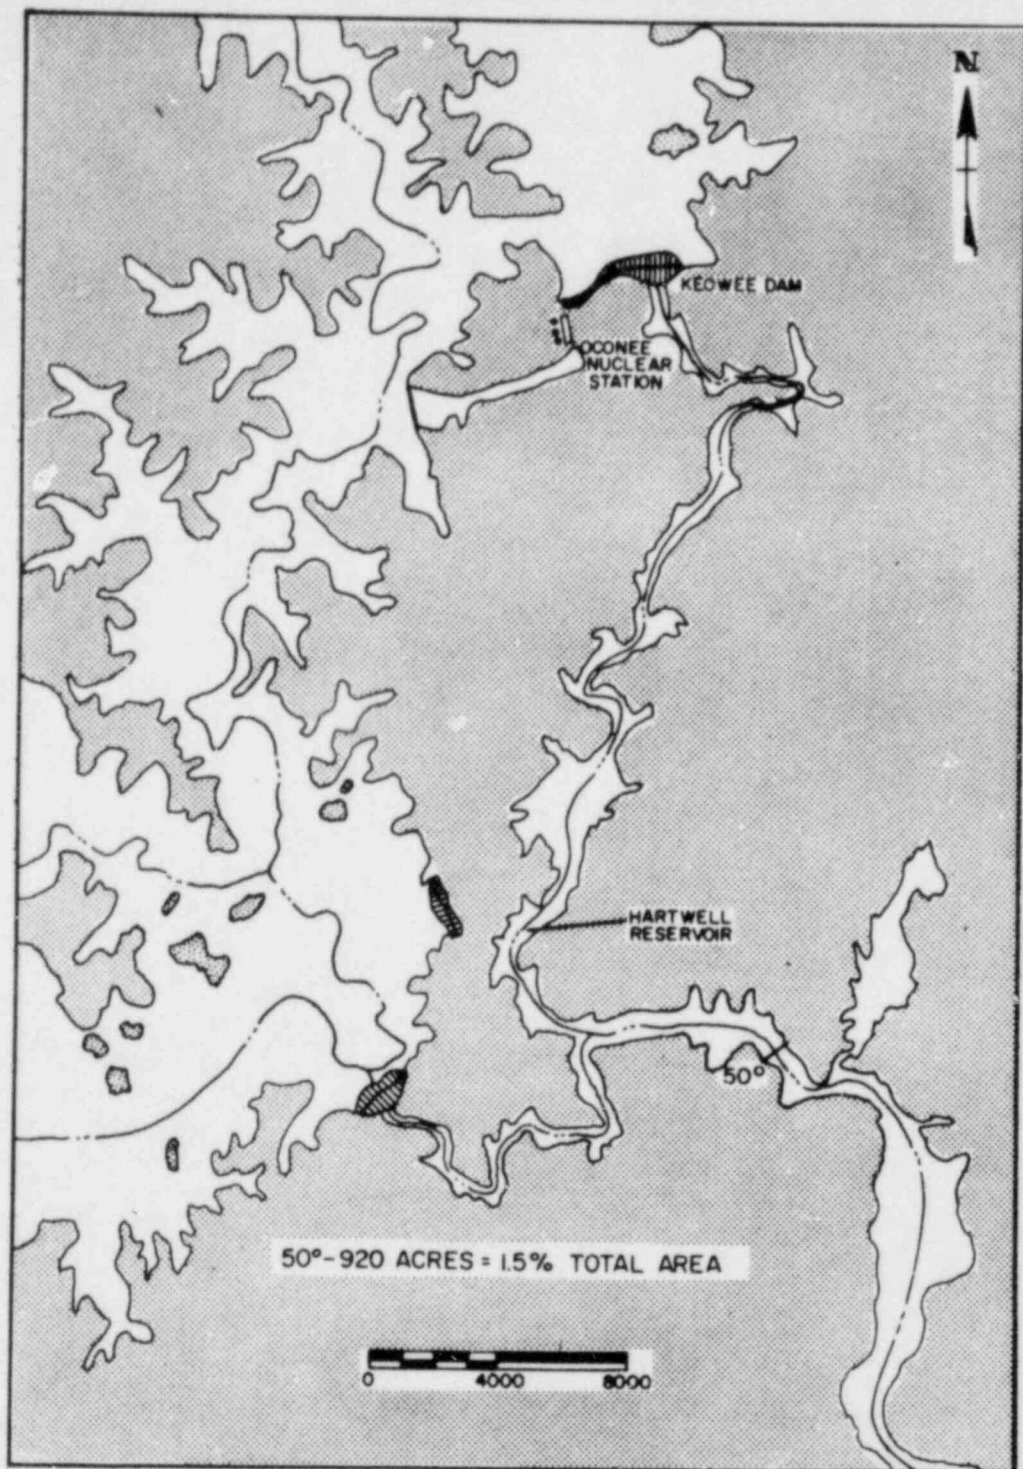 N
KEOWEE DAM
OCONEE
NUCLEAR
STATION
HARTWELL
RESERVOIR
50°
50°-920 ACRES = 1.5% TOTAL AREA
0 4000 8000